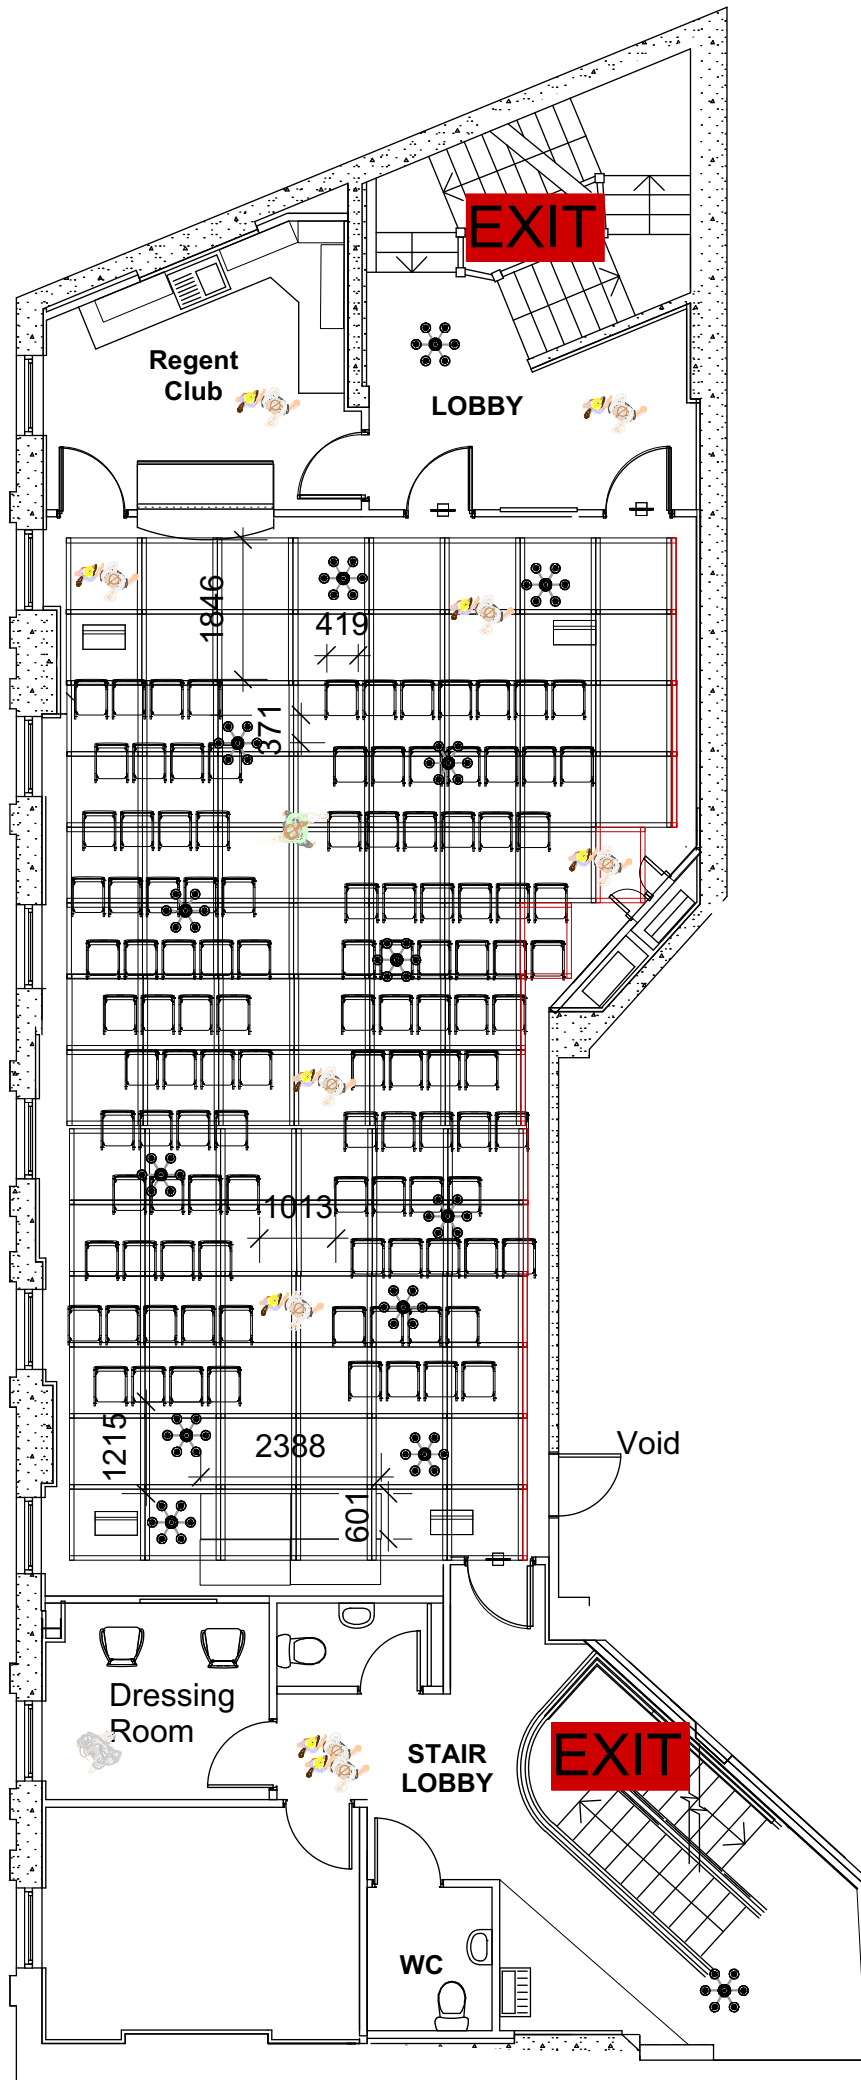 EXIT
Regent
Club
LOBBY
1846
419
371
1013
1215
2388
601
Void
Dressing
Room
STAIR
LOBBY
EXIT
WC